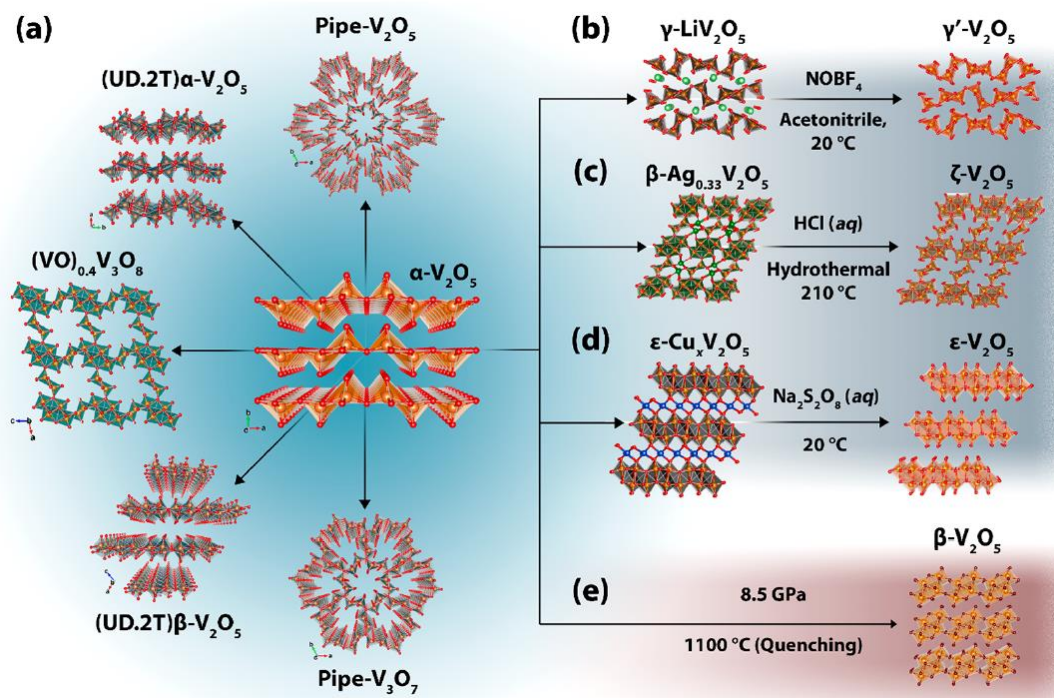 (a)
Pipe-V₂O₅
(UD.2T)α-V₂O₅
(VO)₀.₄V₃O₈
α-V₂O₅
(UD.2T)β-V₂O₅
Pipe-V₃O₇
(b)
γ-LiV₂O₅
γ′-V₂O₅
NOBF₄
Acetonitrile,
20 °C
(c)
β-Ag₀.₃₃V₂O₅
ζ-V₂O₅
HCl (aq)
Hydrothermal
210 °C
(d)
ε-CuₓV₂O₅
ε-V₂O₅
Na₂S₂O₈ (aq)
20 °C
(e)
β-V₂O₅
8.5 GPa
1100 °C (Quenching)